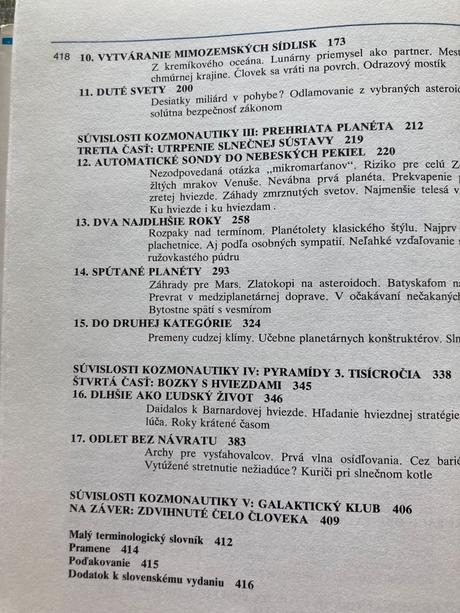 418 10. VYTVÁRANIE MIMOZEMSKÝCH SÍDLISK 173
Z kremíkového oceána. Lunárny priemysel ako partner. Mest
chmúrnej krajine. Človek sa vráti na povrch. Odrazový mostík
11. DUTÉ SVETY 200
Desiatky miliárd v pohybe? Odlamovanie z vybraných asteroid
solútna bezpečnosť zákonom
SÚVISLOSTI KOZMONAUTIKY III: PREHRIATA PLANÉTA 212
TRETIA ČASŤ: UTRPENIE SLNEČNEJ SÚSTAVY 219
12. AUTOMATICKÉ SONDY DO NEBESKÝCH PEKIEL 220
Nezodpovedaná otázka „mikromarťanov". Riziko pre celú Z
žltých mrakov Venuše. Nevábna prvá planéta. Prekvapenie p
zretej hviezde. Záhady zmrznutých svetov. Najmenšie telesá v
Ku hviezde i ku hviezdam.
13. DVA NAJDLHŠIE ROKY 258
Rozpaky nad termínom. Planétolety klasického štýlu. Najprv
plachetnice. Aj podľa osobných sympatií. Neľahké vzďaľovanie s
ružovkastého púdru
14. SPÚTANÉ PLANÉTY 293
Záhrady pre Mars. Zlatokopi na asteroidoch. Batyskafom na
Prevrat v medziplanetárnej doprave. V očakávaní nečakaných
Bytostne spätí s vesmírom
15. DO DRUHEJ KATEGÓRIE 324
Premeny cudzej klímy. Učebne planetárnych konštruktérov. Sln
SÚVISLOSTI KOZMONAUTIKY IV: PYRAMÍDY 3. TISÍCROČIA 338
ŠTVRTÁ ČASŤ: BOZKY S HVIEZDAMI 345
16. DLHŠIE AKO ĽUDSKÝ ŽIVOT 346
Daidalos k Barnardovej hviezde. Hľadanie hviezdnej stratégie
lúča. Roky krátené časom
17. ODLET BEZ NÁVRATU 383
Archy pre vysťahovalcov. Prvá vlna osídľovania. Cez barié
Vytúžené stretnutie nežiadúce? Kuriči pri slnečnom kotle
SÚVISLOSTI KOZMONAUTIKY V: GALAKTICKÝ KLUB 406
NA ZÁVER: ZDVIHNUTÉ ČELO ČLOVEKA 409
Malý terminologický slovník 412
Pramene 414
Poďakovanie 415
Dodatok k slovenskému vydaniu 416